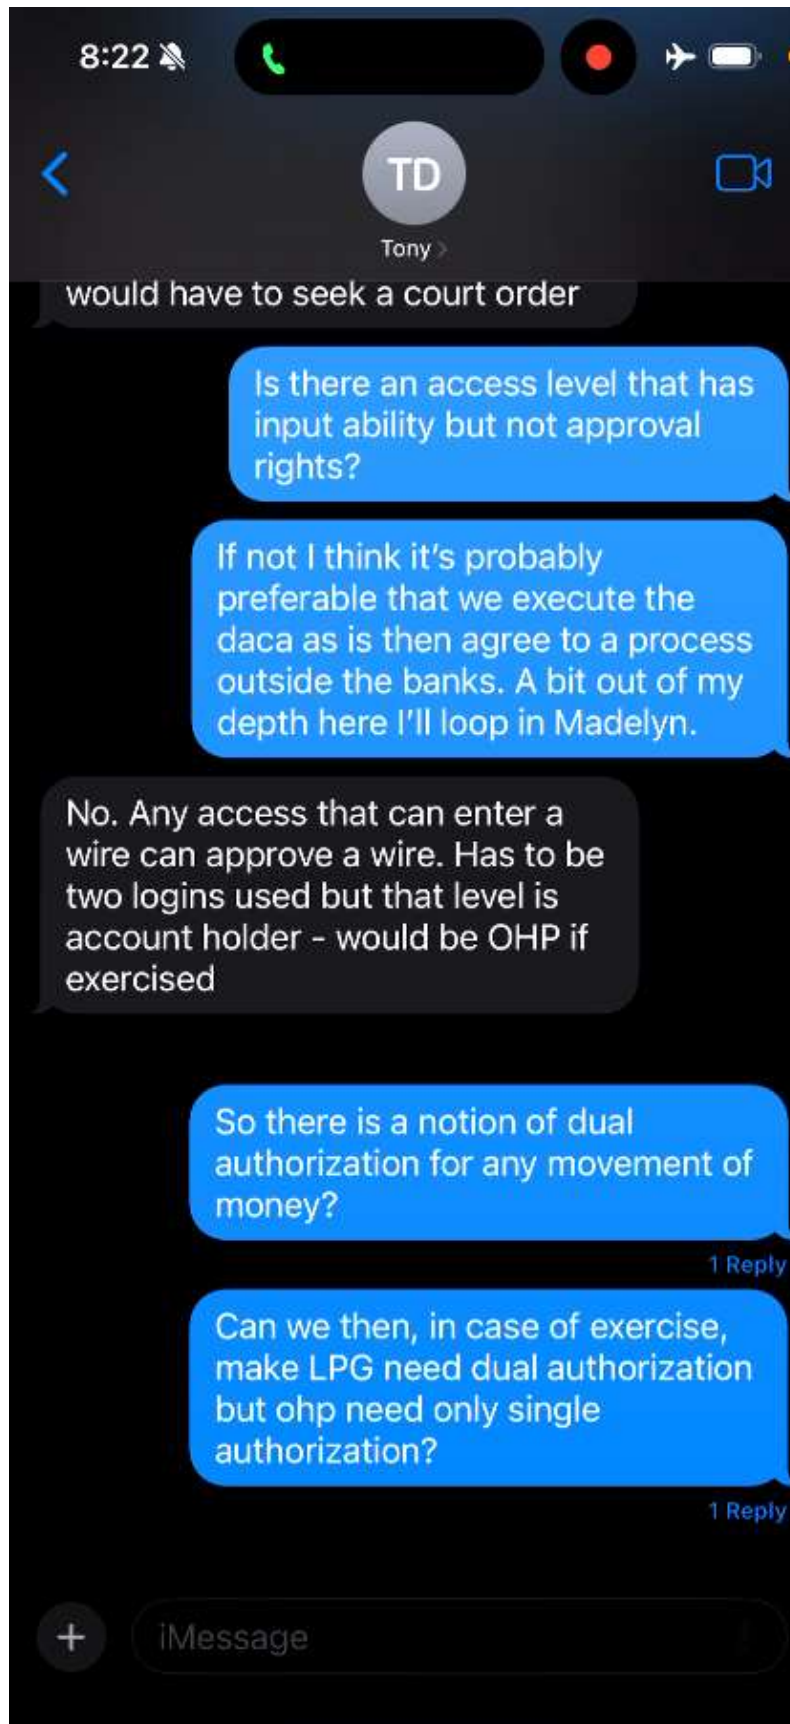 8:22
TD
Tony
would have to seek a court order
Is there an access level that has
input ability but not approval
rights?
If not I think it's probably
preferable that we execute the
daca as is then agree to a process
outside the banks. A bit out of my
depth here I'll loop in Madelyn.
No. Any access that can enter a
wire can approve a wire. Has to be
two logins used but that level is
account holder - would be OHP if
exercised
So there is a notion of dual
authorization for any movement of
money?
1 Reply
Can we then, in case of exercise,
make LPG need dual authorization
but ohp need only single
authorization?
1 Reply
iMessage